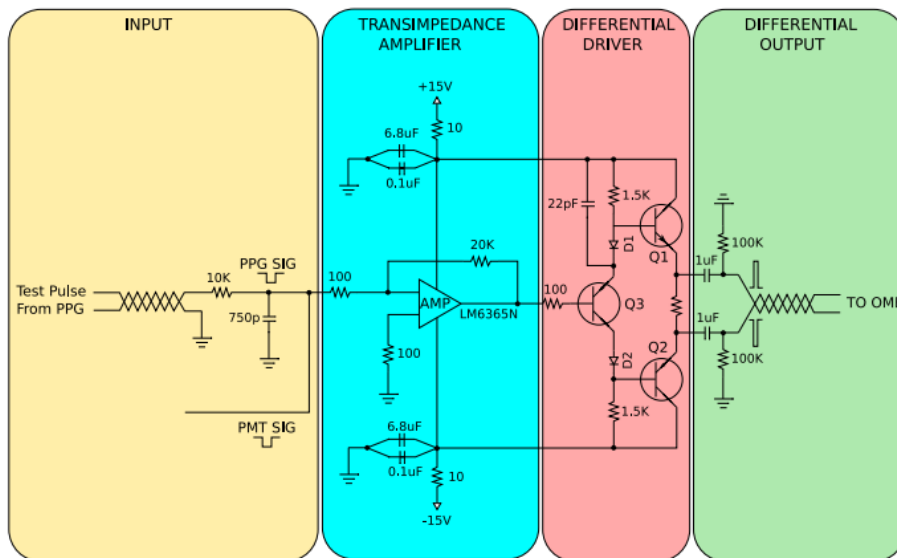 INPUT
TRANSIMPEDANCE
AMPLIFIER
DIFFERENTIAL
DRIVER
DIFFERENTIAL
OUTPUT
+15V
10
6.8uF
0.1uF
22pF
1.5K
D1
Q1
100K
1uF
PPG SIG
10K
Test Pulse
From PPG
750p
100
20K
AMP
LM6365N
100
100
Q3
TO OM
D2
Q2
1uF
100K
1.5K
PMT SIG
6.8uF
0.1uF
10
-15V